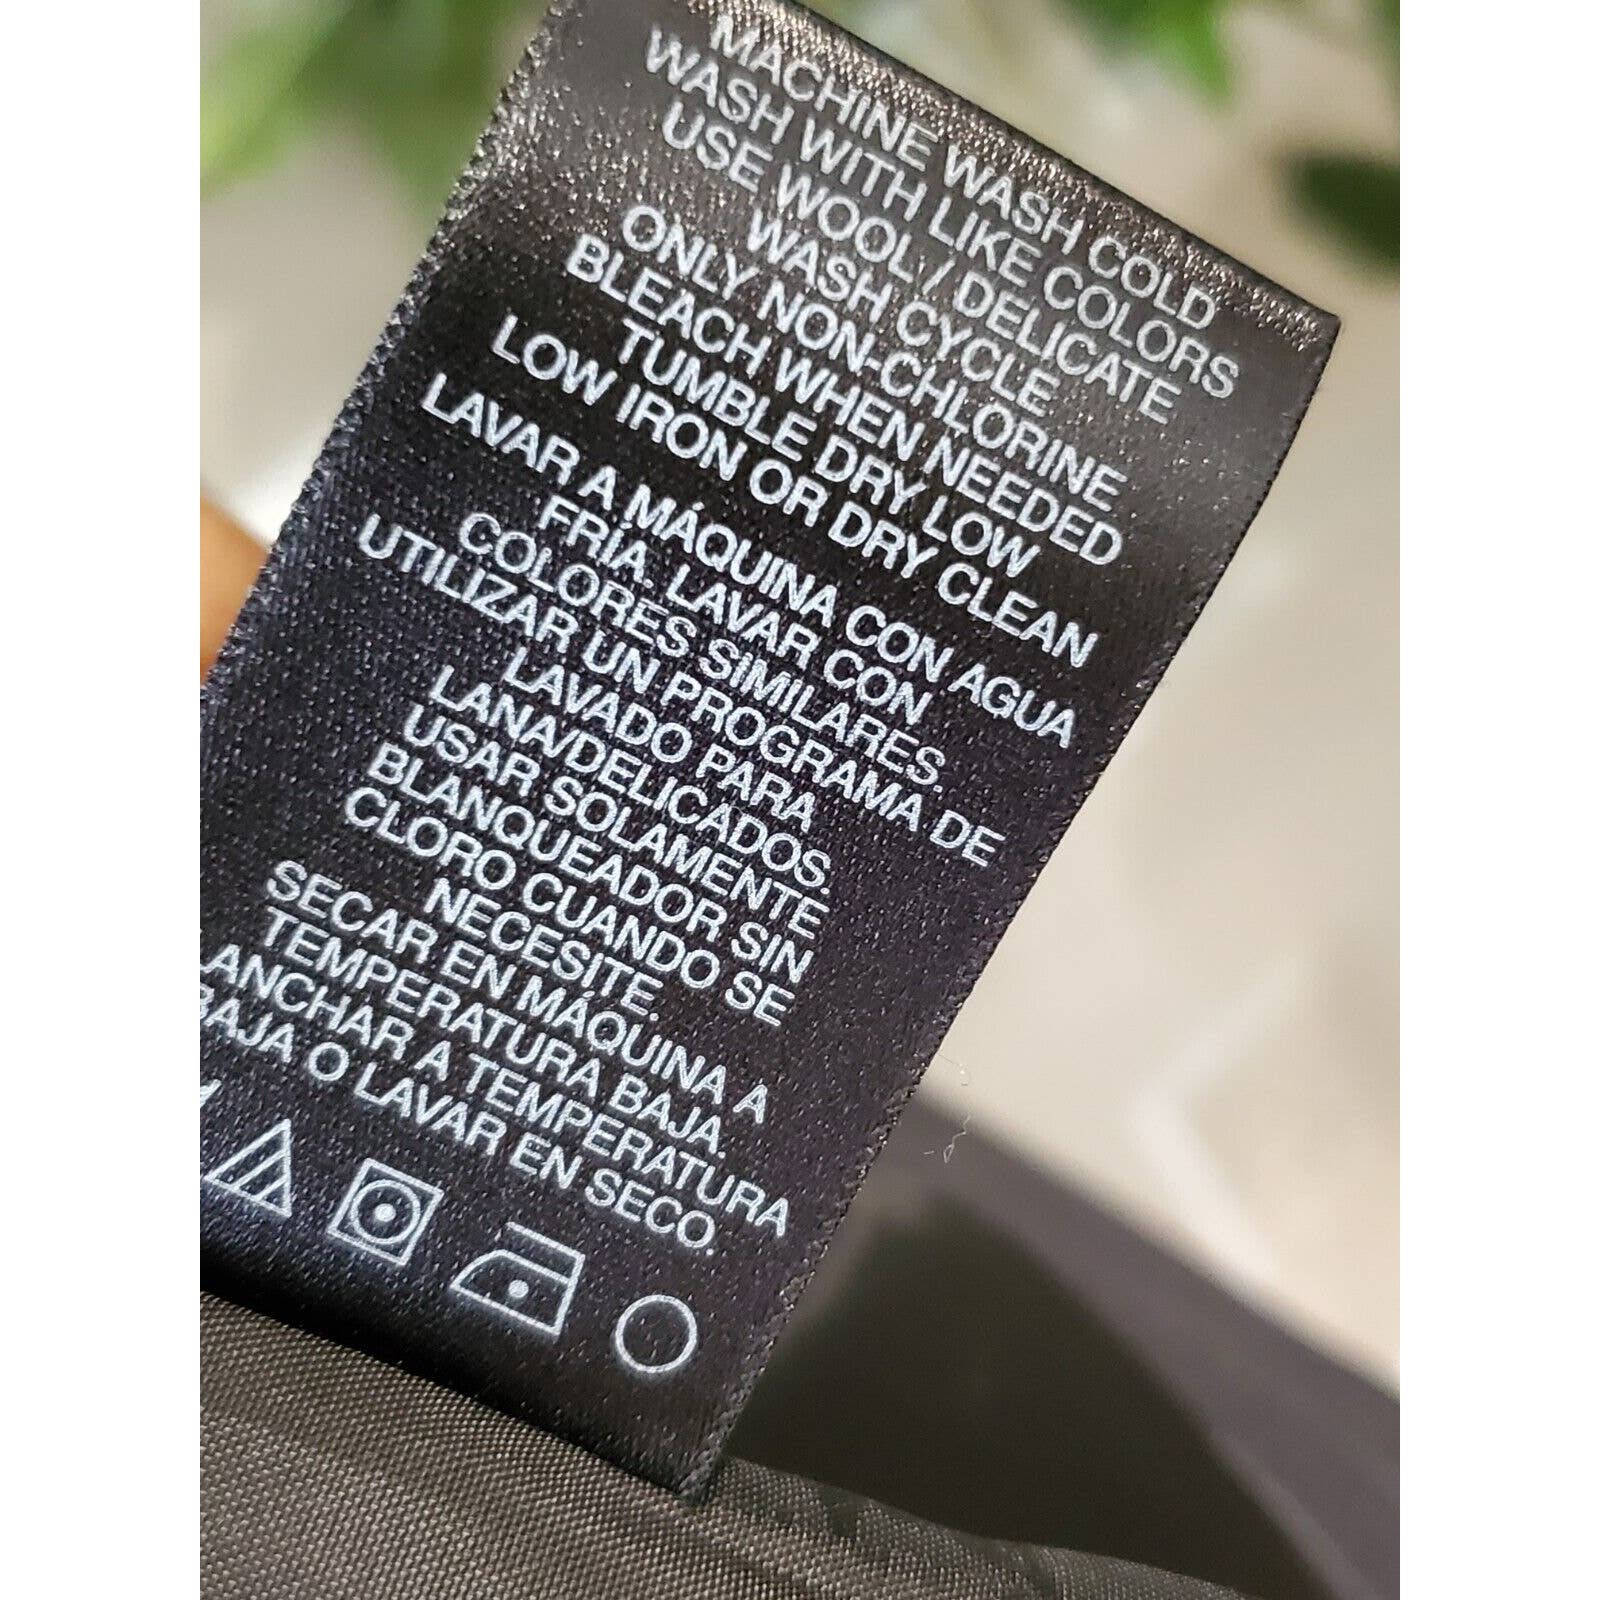 MACHINE WASH COLD
WASH WITH LIKE COLORS
USE WOOL / DELICATE
WASH CYCLE
ONLY NON-CHLORINE
BLEACH WHEN NEEDED
TUMBLE DRY LOW
LOW IRON OR DRY CLEAN
LAVAR A MÁQUINA CON AGUA
FRÍA. LAVAR CON
COLORES SIMILARES.
UTILIZAR UN PROGRAMA DE
LAVADO PARA
LANA/DELICADOS.
USAR SOLAMENTE
BLANQUEADOR SIN
CLORO CUANDO SE
NECESITE.
SECAR EN MÁQUINA A
TEMPERATURA BAJA.
LANCHAR A TEMPERATURA
BAJA O LAVAR EN SECO.